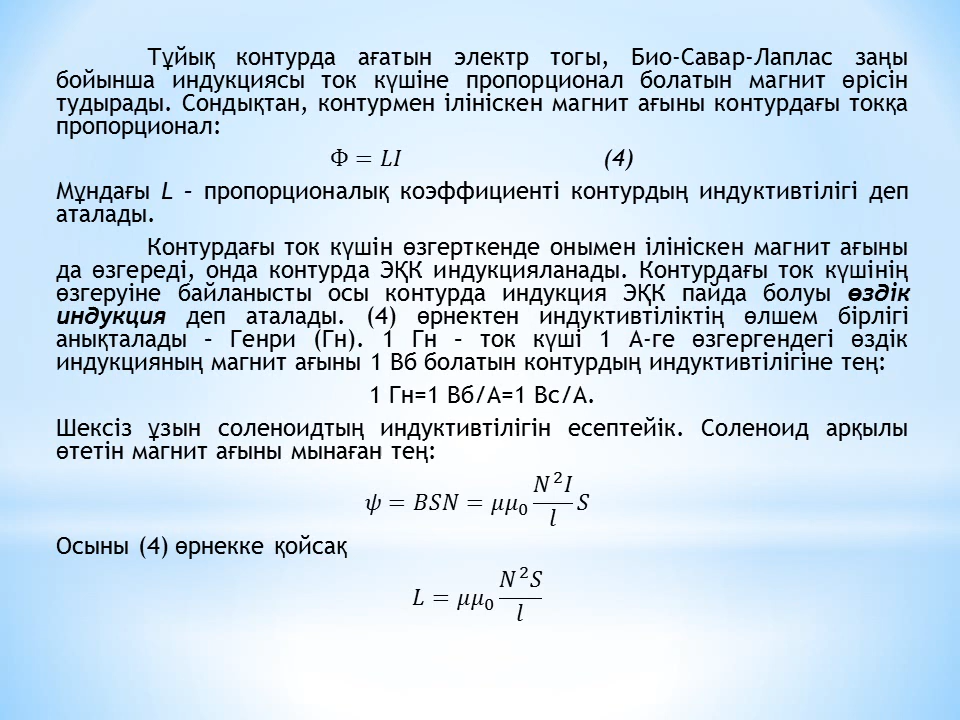 Тұйық контурда ағатын электр тогы, Био-Савар-Лаплас заңы
бойынша индукциясы ток күшіне пропорционал болатын магнит өрісін
тудырады. Сондықтан, контурмен ілініскен магнит ағыны контурдағы токқа
пропорционал:
Φ = LI (4)
Мұндағы L – пропорционалық коэффициенті контурдың индуктивтілігі деп
аталады.
Контурдағы ток күшін өзгерткенде онымен ілініскен магнит ағыны
да өзгереді, онда контурда ЭҚК индукцияланады. Контурдағы ток күшінің
өзгеруіне байланысты осы контурда индукция ЭҚК пайда болуы өздік
индукция деп аталады. (4) өрнектен индуктивтіліктің өлшем бірлігі
анықталады – Генри (Гн). 1 Гн – ток күші 1 А-ге өзгергендегі өздік
индукцияның магнит ағыны 1 Вб болатын контурдың индуктивтілігіне тең:
1 Гн=1 Вб/А=1 Вс/А.
Шексіз ұзын соленоидтың индуктивтілігін есептейік. Соленоид арқылы
өтетін магнит ағыны мынаған тең:
ψ = BSN = μμ₀ N²I/l S
Осыны (4) өрнекке қойсақ
L = μμ₀ N²S/l